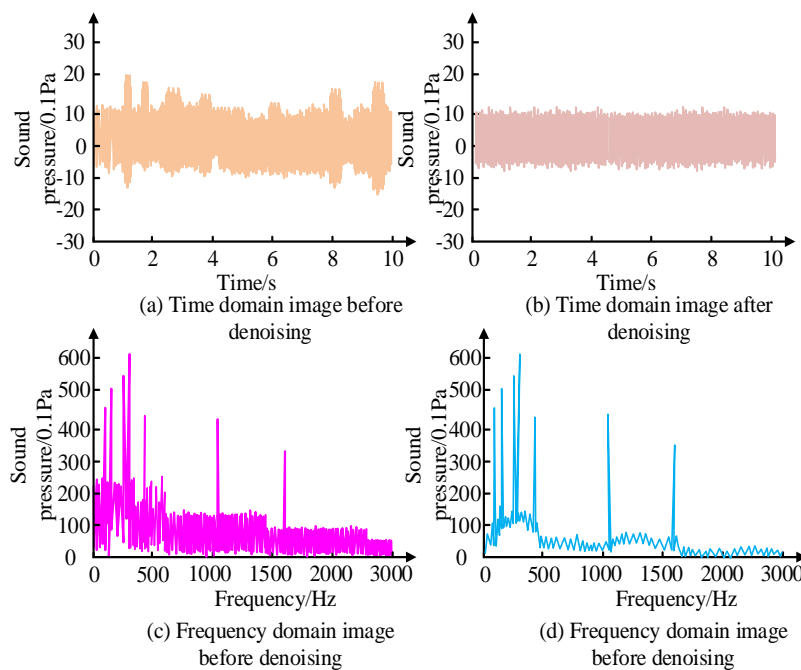 30
20
10
0
-10
-20
-30
Sound
pressure/0.1Pa
0 2 4 6 8 10
Time/s
(a) Time domain image before
denoising
30
20
10
0
-10
-20
-30
Sound
pressure/0.1Pa
0 2 4 6 8 10
Time/s
(b) Time domain image after
denoising
600
500
400
300
200
100
0
Sound
pressure/0.1Pa
0 500 1000 1500 2000 3000
Frequency/Hz
(c) Frequency domain image
before denoising
600
500
400
300
200
100
0
Sound
pressure/0.1Pa
0 500 1000 1500 2000 3000
Frequency/Hz
(d) Frequency domain image
before denoising